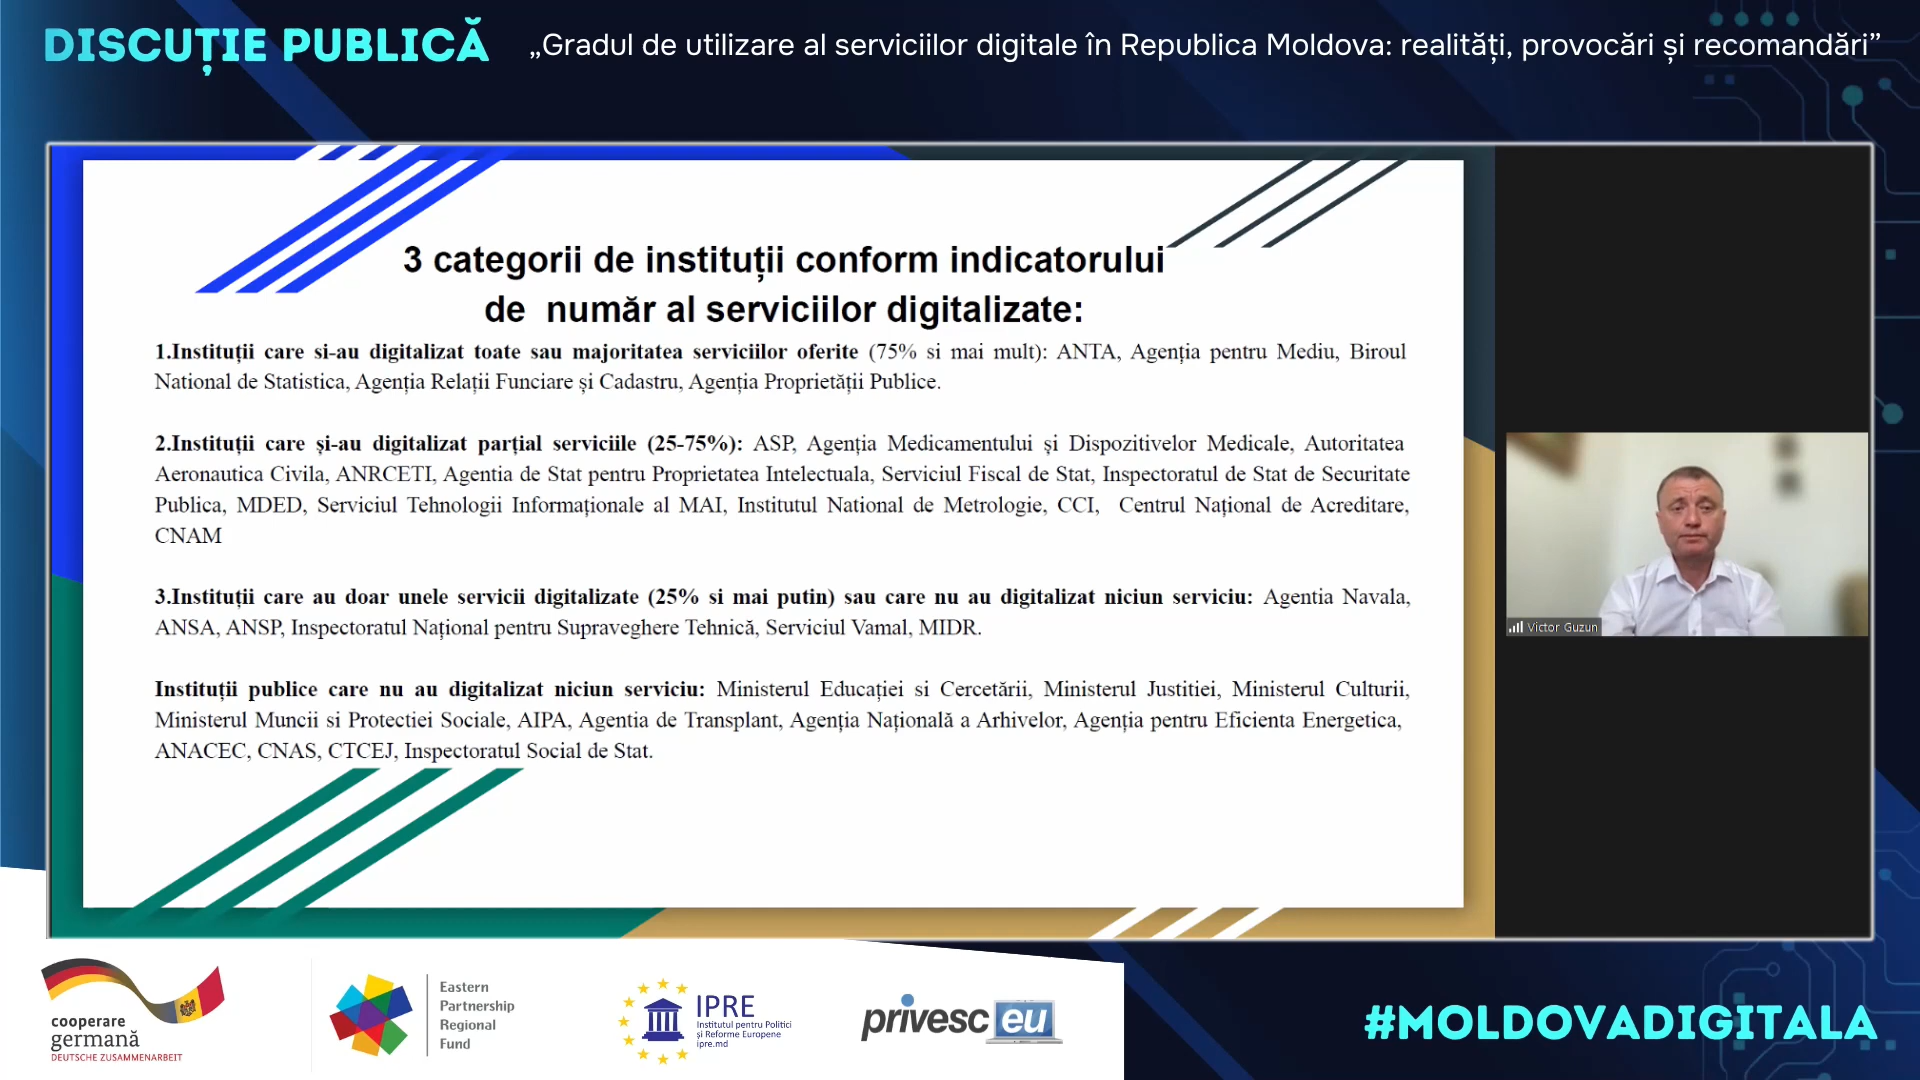 DISCUȚIE PUBLICĂ
„Gradul de utilizare al serviciilor digitale în Republica Moldova: realități, provocări și recomandări”
3 categorii de instituții conform indicatorului
de  număr al serviciilor digitalizate:
1.Instituții care si-au digitalizat toate sau majoritatea serviciilor oferite (75% si mai mult): ANTA, Agenția pentru Mediu, Biroul
National de Statistica, Agenția Relații Funciare și Cadastru, Agenția Proprietății Publice.
2.Instituții care și-au digitalizat parțial serviciile (25-75%): ASP, Agenția Medicamentului și Dispozitivelor Medicale, Autoritatea
Aeronautica Civila, ANRCETI, Agentia de Stat pentru Proprietatea Intelectuala, Serviciul Fiscal de Stat, Inspectoratul de Stat de Securitate
Publica, MDED, Serviciul Tehnologii Informaționale al MAI, Institutul National de Metrologie, CCI,  Centrul Național de Acreditare,
CNAM
3.Instituții care au doar unele servicii digitalizate (25% si mai putin) sau care nu au digitalizat niciun serviciu: Agentia Navala,
ANSA, ANSP, Inspectoratul Național pentru Supraveghere Tehnică, Serviciul Vamal, MIDR.
Instituții publice care nu au digitalizat niciun serviciu: Ministerul Educației si Cercetării, Ministerul Justitiei, Ministerul Culturii,
Ministerul Muncii si Protectiei Sociale, AIPA, Agentia de Transplant, Agenția Națională a Arhivelor, Agenția pentru Eficienta Energetica,
ANACEC, CNAS, CTCEJ, Inspectoratul Social de Stat.
Victor Guzun
cooperare
germană
DEUTSCHE ZUSAMMENARBEIT
Eastern
Partnership
Regional
Fund
IPRE
Institutul pentru Politici
și Reforme Europene
ipre.md
privesc eu
#MOLDOVADIGITALA